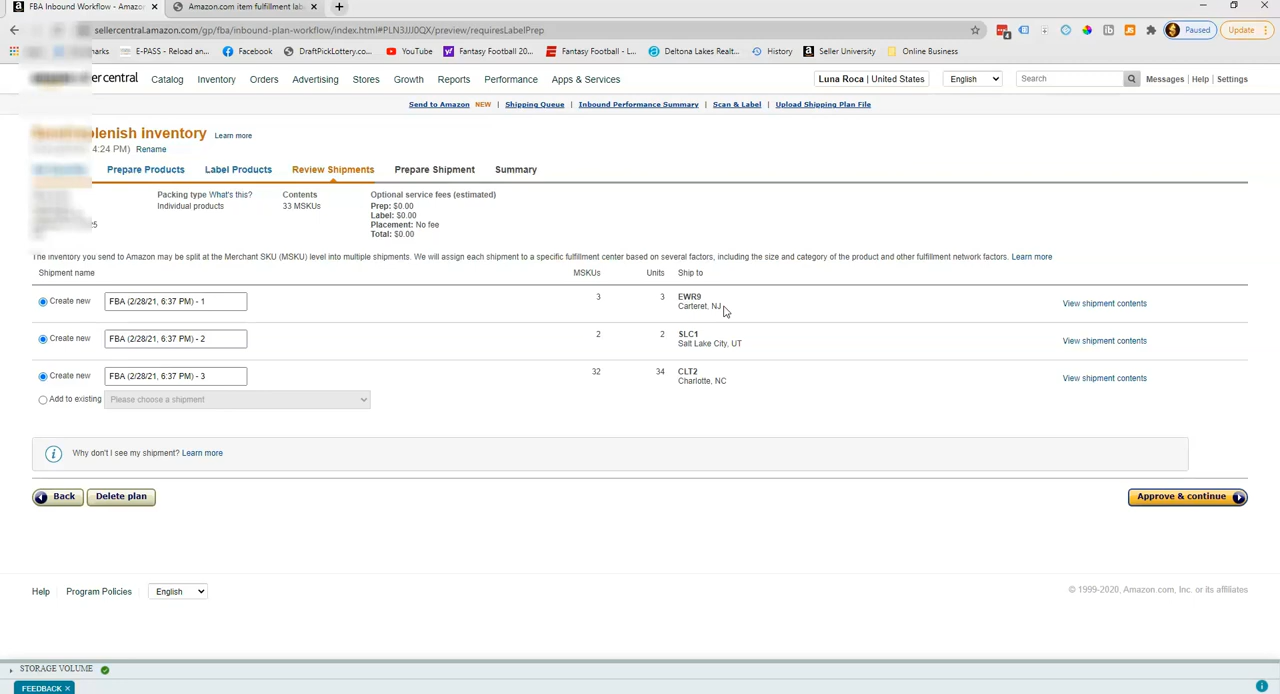 FBA Inbound Workflow - Amazo × Amazon.com item fulfillment lab × +
sellercentral.amazon.com/gp/fba/inbound-plan-workflow/index.html#PLN3JJJ0QX/preview/requiresLabelPrep Paused Update
E-PASS - Reload an... Facebook DraftPickLottery.co... YouTube Fantasy Football 20... Fantasy Football - L... Deltona Lakes Realt... History Seller University Online Business
er central Catalog Inventory Orders Advertising Stores Growth Reports Performance Apps & Services Luna Roca | United States English Search Messages | Help | Settings
Send to Amazon NEW | Shipping Queue | Inbound Performance Summary | Scan & Label | Upload Shipping Plan File
plenish inventory Learn more
4:24 PM) Rename
Prepare Products Label Products Review Shipments Prepare Shipment Summary
Packing type What's this? Contents Optional service fees (estimated)
Individual products 33 MSKUs Prep: $0.00
Label: $0.00
Placement: No fee
Total: $0.00
The inventory you send to Amazon may be split at the Merchant SKU (MSKU) level into multiple shipments. We will assign each shipment to a specific fulfillment center based on several factors, including the size and category of the product and other fulfillment network factors. Learn more
Shipment name MSKUs Units Ship to
Create new FBA (2/28/21, 6:37 PM) - 1 3 3 EWR9
Carteret, NJ View shipment contents
Create new FBA (2/28/21, 6:37 PM) - 2 2 2 SLC1
Salt Lake City, UT View shipment contents
Create new FBA (2/28/21, 6:37 PM) - 3 32 34 CLT2
Charlotte, NC View shipment contents
Add to existing Please choose a shipment
Why don't I see my shipment? Learn more
Back Delete plan Approve & continue
Help Program Policies English © 1999-2020, Amazon.com, Inc. or its affiliates
STORAGE VOLUME
FEEDBACK ×